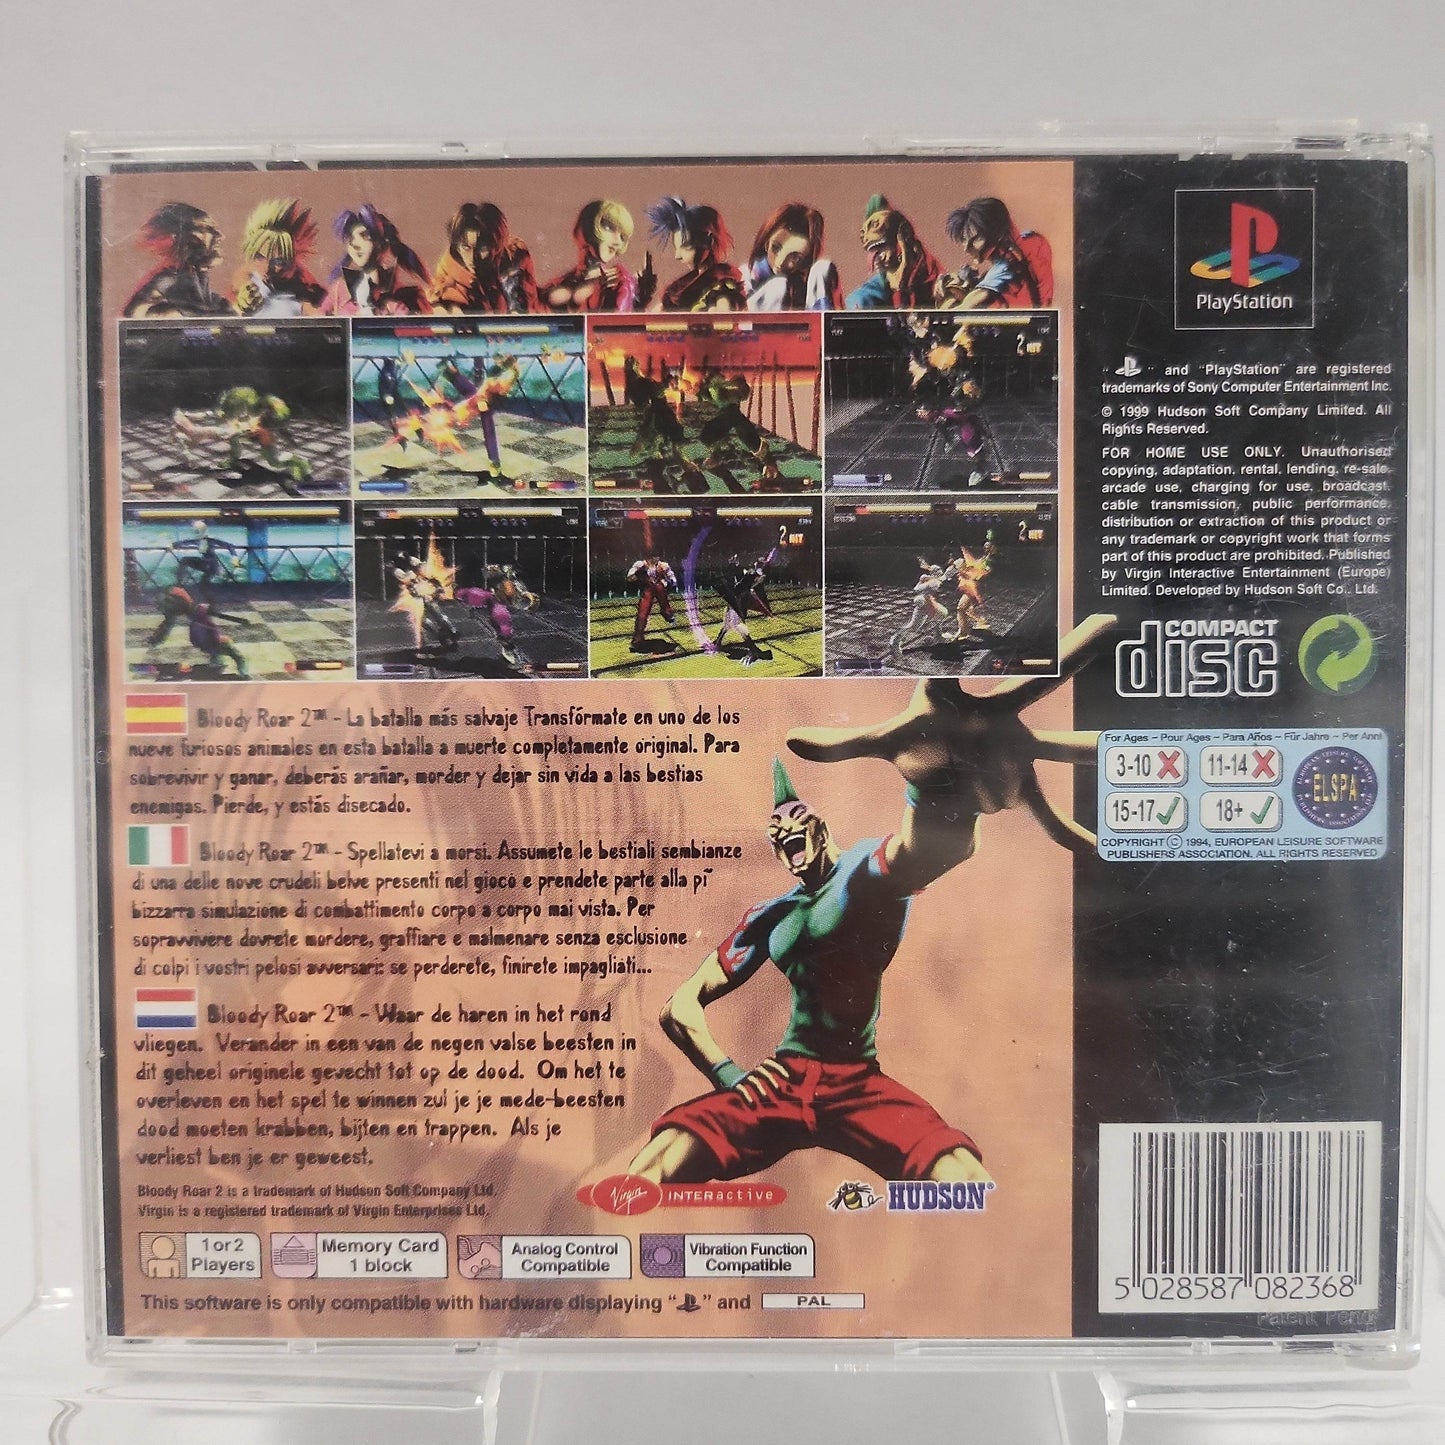 Bloody Roar 2™ - La batalla más salvaje Transfórmate en uno de los
nueve furiosos animales en esta batalla a muerte completamente original. Para
sobrevivir y ganar, deberás arañar, morder y dejar sin vida a las bestias
enemigas. Pierde, y estás disecado.
Bloody Roar 2™ - Spellatevi a morsi. Assumete le bestiali sembianze
di una delle nove crudeli belve presenti nel gioco e prendete parte alla pi~
bizzarra simulazione di combattimento corpo a corpo mai vista. Per
sopravvivere dovrete mordere, graffiare e malmenare senza esclusione
di colpi i vostri pelosi avversari: se perderete, finirete impagliati...
Bloody Roar 2™ - Waar de haren in het rond
vliegen. Verander in een van de negen valse beesten in
dit geheel originele gevecht tot op de dood. Om het te
overleven en het spel te winnen zul je je mede-beesten
dood moeten krabben, bijten en trappen. Als je
verliest ben je er geweest.
Bloody Roar 2 is a trademark of Hudson Soft Company Ltd.
Virgin is a registered trademark of Virgin Enterprises Ltd.
Virgin INTERactive
HUDSON®
1 or 2
Players
Memory Card
1 block
Analog Control
Compatible
Vibration Function
Compatible
This software is only compatible with hardware displaying " " and PAL
PlayStation
" " and "PlayStation" are registered
trademarks of Sony Computer Entertainment Inc.
© 1999 Hudson Soft Company Limited. All
Rights Reserved.
FOR HOME USE ONLY. Unauthorised
copying, adaptation, rental, lending, re-sale,
arcade use, charging for use, broadcast,
cable transmission, public performance,
distribution or extraction of this product or
any trademark or copyright work that forms
part of this product are prohibited. Published
by Virgin Interactive Entertainment (Europe)
Limited. Developed by Hudson Soft Co., Ltd.
COMPACT
disc
For Ages - Pour Ages - Para Años - Für Jahre - Per Anni
3-10 11-14
15-17 18+
ELSPA
COPYRIGHT © 1994, EUROPEAN LEISURE SOFTWARE
PUBLISHERS ASSOCIATION. ALL RIGHTS RESERVED
5 028587 082368
Patent Pend
2 HIT
2 HIT
2 HIT